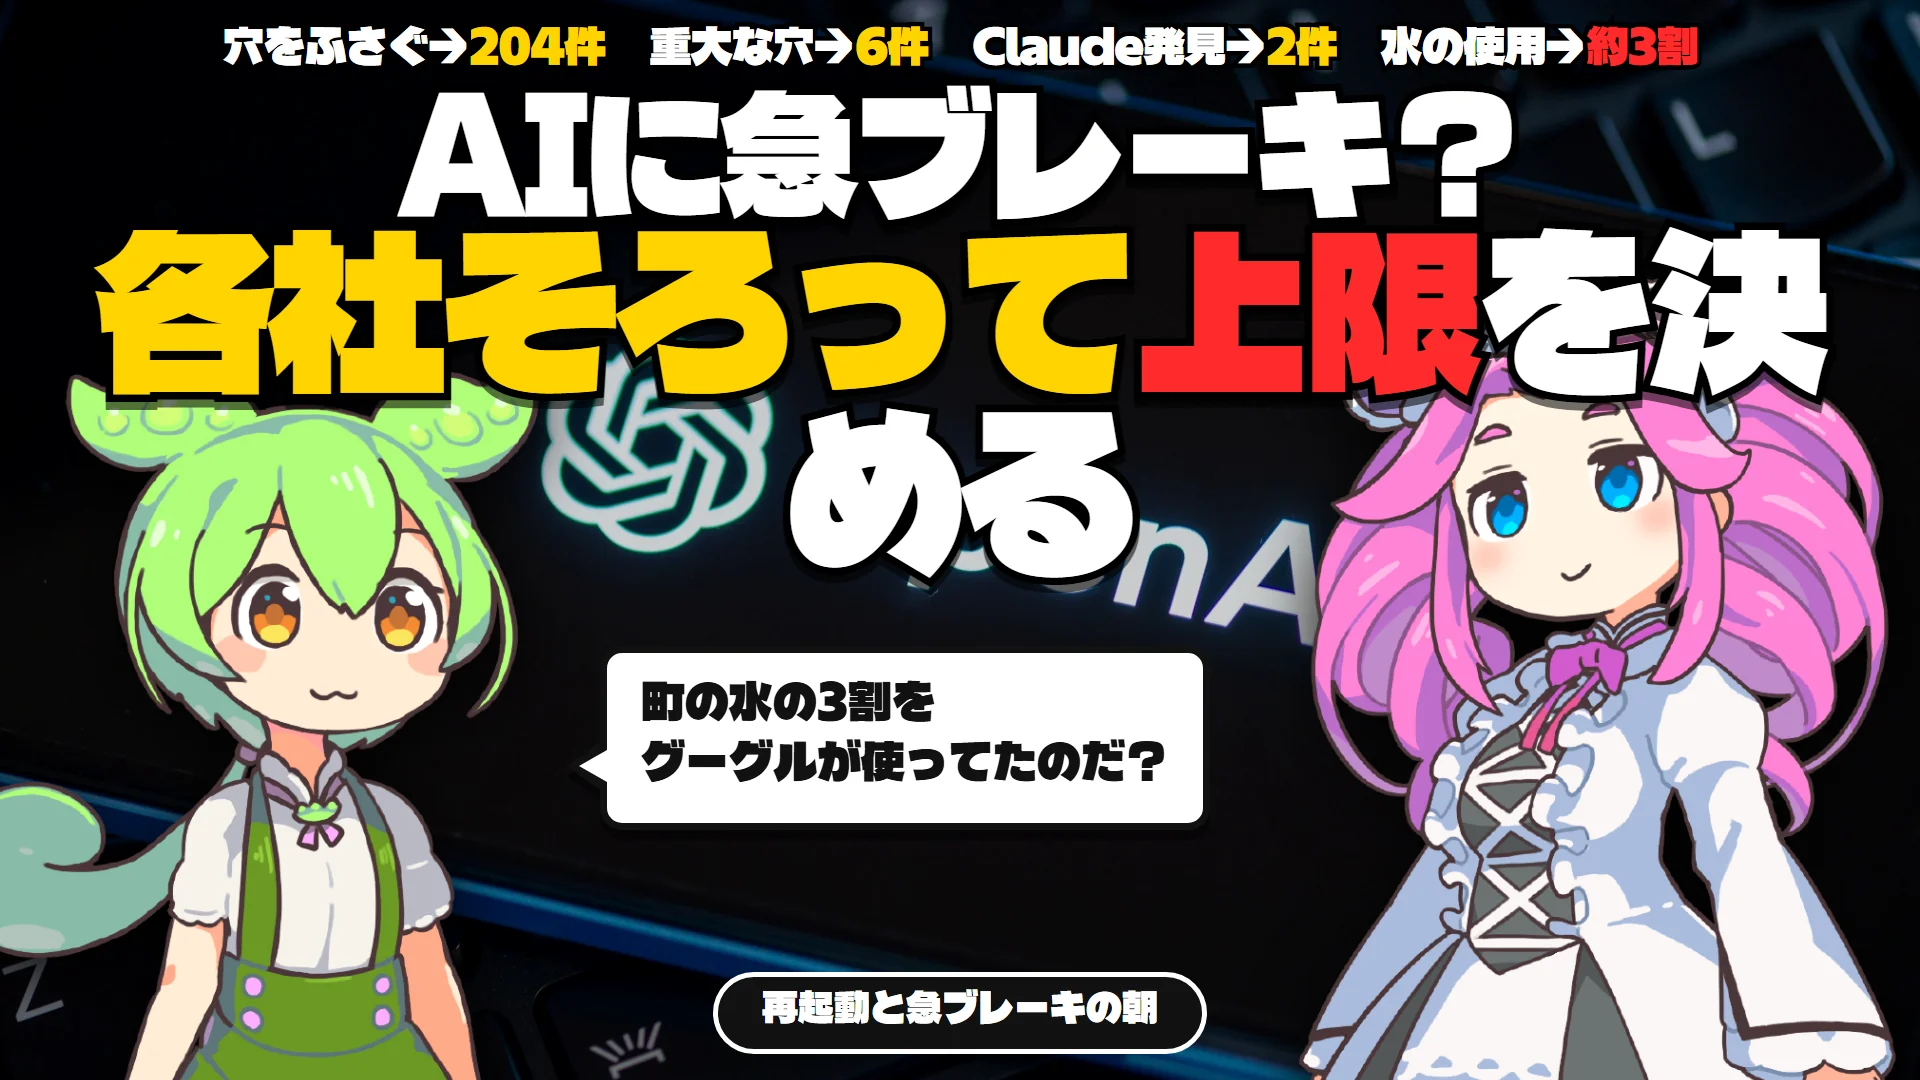 穴をふさぐ→204件 重大な穴→6件 Claude発見→2件 水の使用→約3割
AIに急ブレーキ?
各社そろって上限を決
める
町の水の3割を
グーグルが使ってたのだ?
再起動と急ブレーキの朝
L
Z